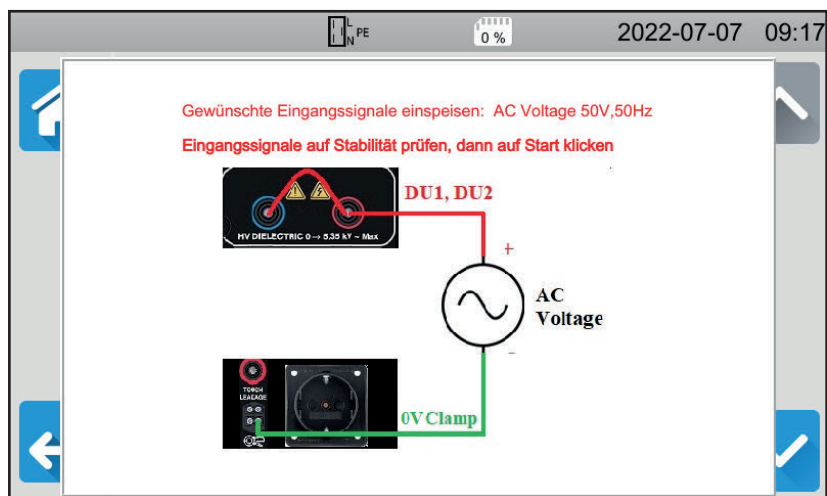 L
N PE
0 %
2022-07-07 09:17
Gewünschte Eingangssignale einspeisen: AC Voltage 50V,50Hz
Eingangssignale auf Stabilität prüfen, dann auf Start klicken
DU1, DU2
HV DIELECTRIC 0 → 5.35 kV ~ Max
+
AC
Voltage
-
TOUCH
LEAKAGE
0V Clamp